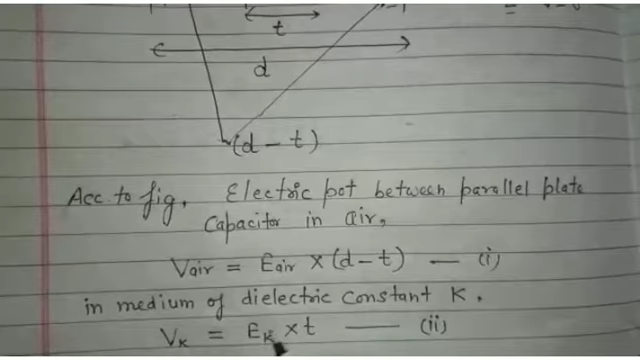 t
d
(d - t)
Acc. to fig. Electric pot between parallel plate
capacitor in air,
Vair = Eair × (d - t) — (i)
in medium of dielectric constant K.
VK = EK × t — (ii)